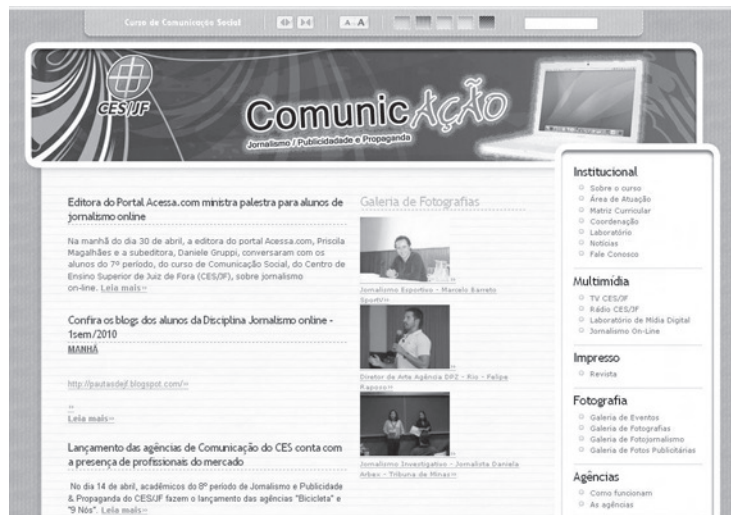 Curso de Comunicação Social
A A
CES/JF
ComunicAÇÃO
Jornalismo / Publicidadade e Propaganda
Editora do Portal Acessa.com ministra palestra para alunos de
jornalismo online
Na manhã do dia 30 de abril, a editora do portal Acessa.com, Priscila
Magalhães e a subeditora, Daniele Gruppi, conversaram com os
alunos do 7º período, do curso de Comunicação Social, do Centro de
Ensino Superior de Juiz de Fora (CES/JF), sobre jornalismo
on-line. Leia mais»
Confira os blogs dos alunos da Disciplina Jornalismo online -
1sem/2010
MANHÃ
http://pautasdejf.blogspot.com/»
»
Leia mais»
Lançamento das agências de Comunicação do CES conta com
a presença de profissionais do mercado
No dia 14 de abril, acadêmicos do 8º período de Jornalismo e Publicidade
& Propaganda do CES/JF fazem o lançamento das agências "Bicicleta" e
"9 Nós". Leia mais»
Galeria de Fotografias
»
Jornalismo Esportivo - Marcelo Barreto
SporTV»
»
Diretor de Arte Agência DPZ - Rio - Felipe
Raposo»
»
Jornalismo Investigativo - Jornalista Daniela
Arbex - Tribuna de Minas»
Institucional
Sobre o curso
Área de Atuação
Matriz Curricular
Coordenação
Laboratório
Notícias
Fale Conosco
Multimídia
TV CES/JF
Rádio CES/JF
Laboratório de Mídia Digital
Jornalismo On-Line
Impresso
Revista
Fotografia
Galeria de Eventos
Galeria de Fotografias
Galeria de Fotojornalismo
Galeria de Fotos Publicitárias
Agências
Como funcionam
As agências